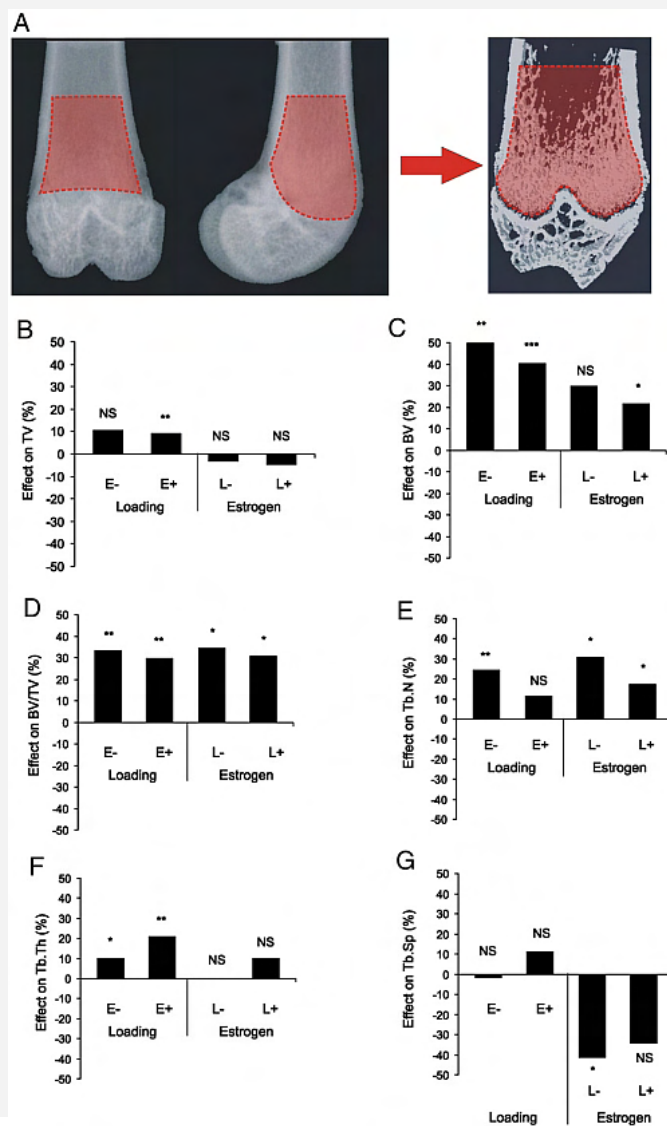 A
B
Effect on TV (%)
50
40
30
20
10
0
-10
-20
-30
-40
-50
NS
**
NS
NS
E-
E+
L-
L+
Loading
Estrogen
C
Effect on BV (%)
50
40
30
20
10
0
-10
-20
-30
-40
-50
**
***
NS
*
E-
E+
L-
L+
Loading
Estrogen
D
Effect on BV/TV (%)
50
40
30
20
10
0
-10
-20
-30
-40
-50
**
**
*
*
E-
E+
L-
L+
Loading
Estrogen
E
Effect on Tb.N (%)
50
40
30
20
10
0
-10
-20
-30
-40
-50
**
NS
*
*
E-
E+
L-
L+
Loading
Estrogen
F
Effect on Tb.Th (%)
50
40
30
20
10
0
-10
-20
-30
-40
-50
*
**
NS
NS
E-
E+
L-
L+
Loading
Estrogen
G
Effect on Tb.Sp (%)
50
40
30
20
10
0
-10
-20
-30
-40
-50
NS
NS
E-
E+
*
NS
L-
L+
Loading
Estrogen